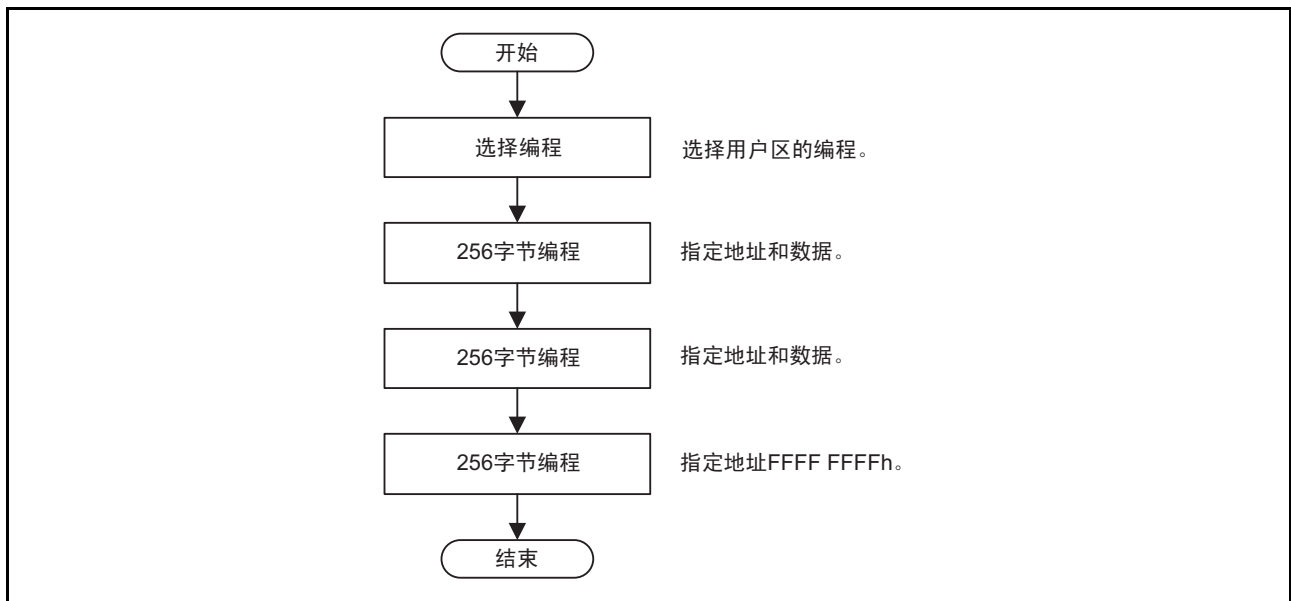 开始
选择编程
选择用户区的编程。
256字节编程
指定地址和数据。
256字节编程
指定地址和数据。
256字节编程
指定地址FFFF FFFFh。
结束